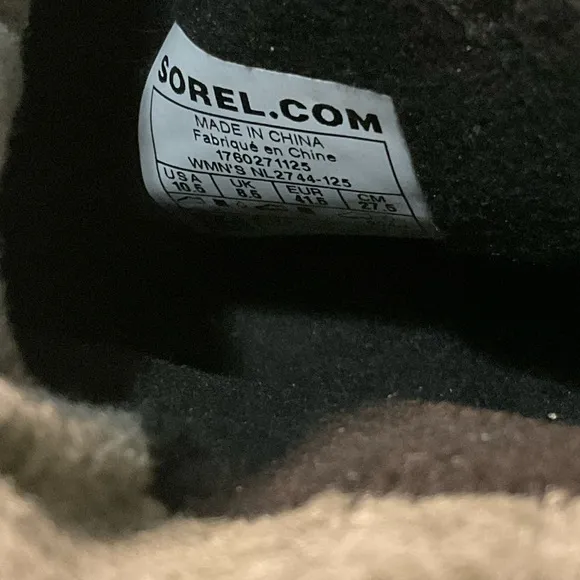 SOREL.COM
MADE IN CHINA
Fabriqué en Chine
1760271125
WMN'S NL2744-125
USA UK EUR CM
10.5 8.5 41.5 27.5